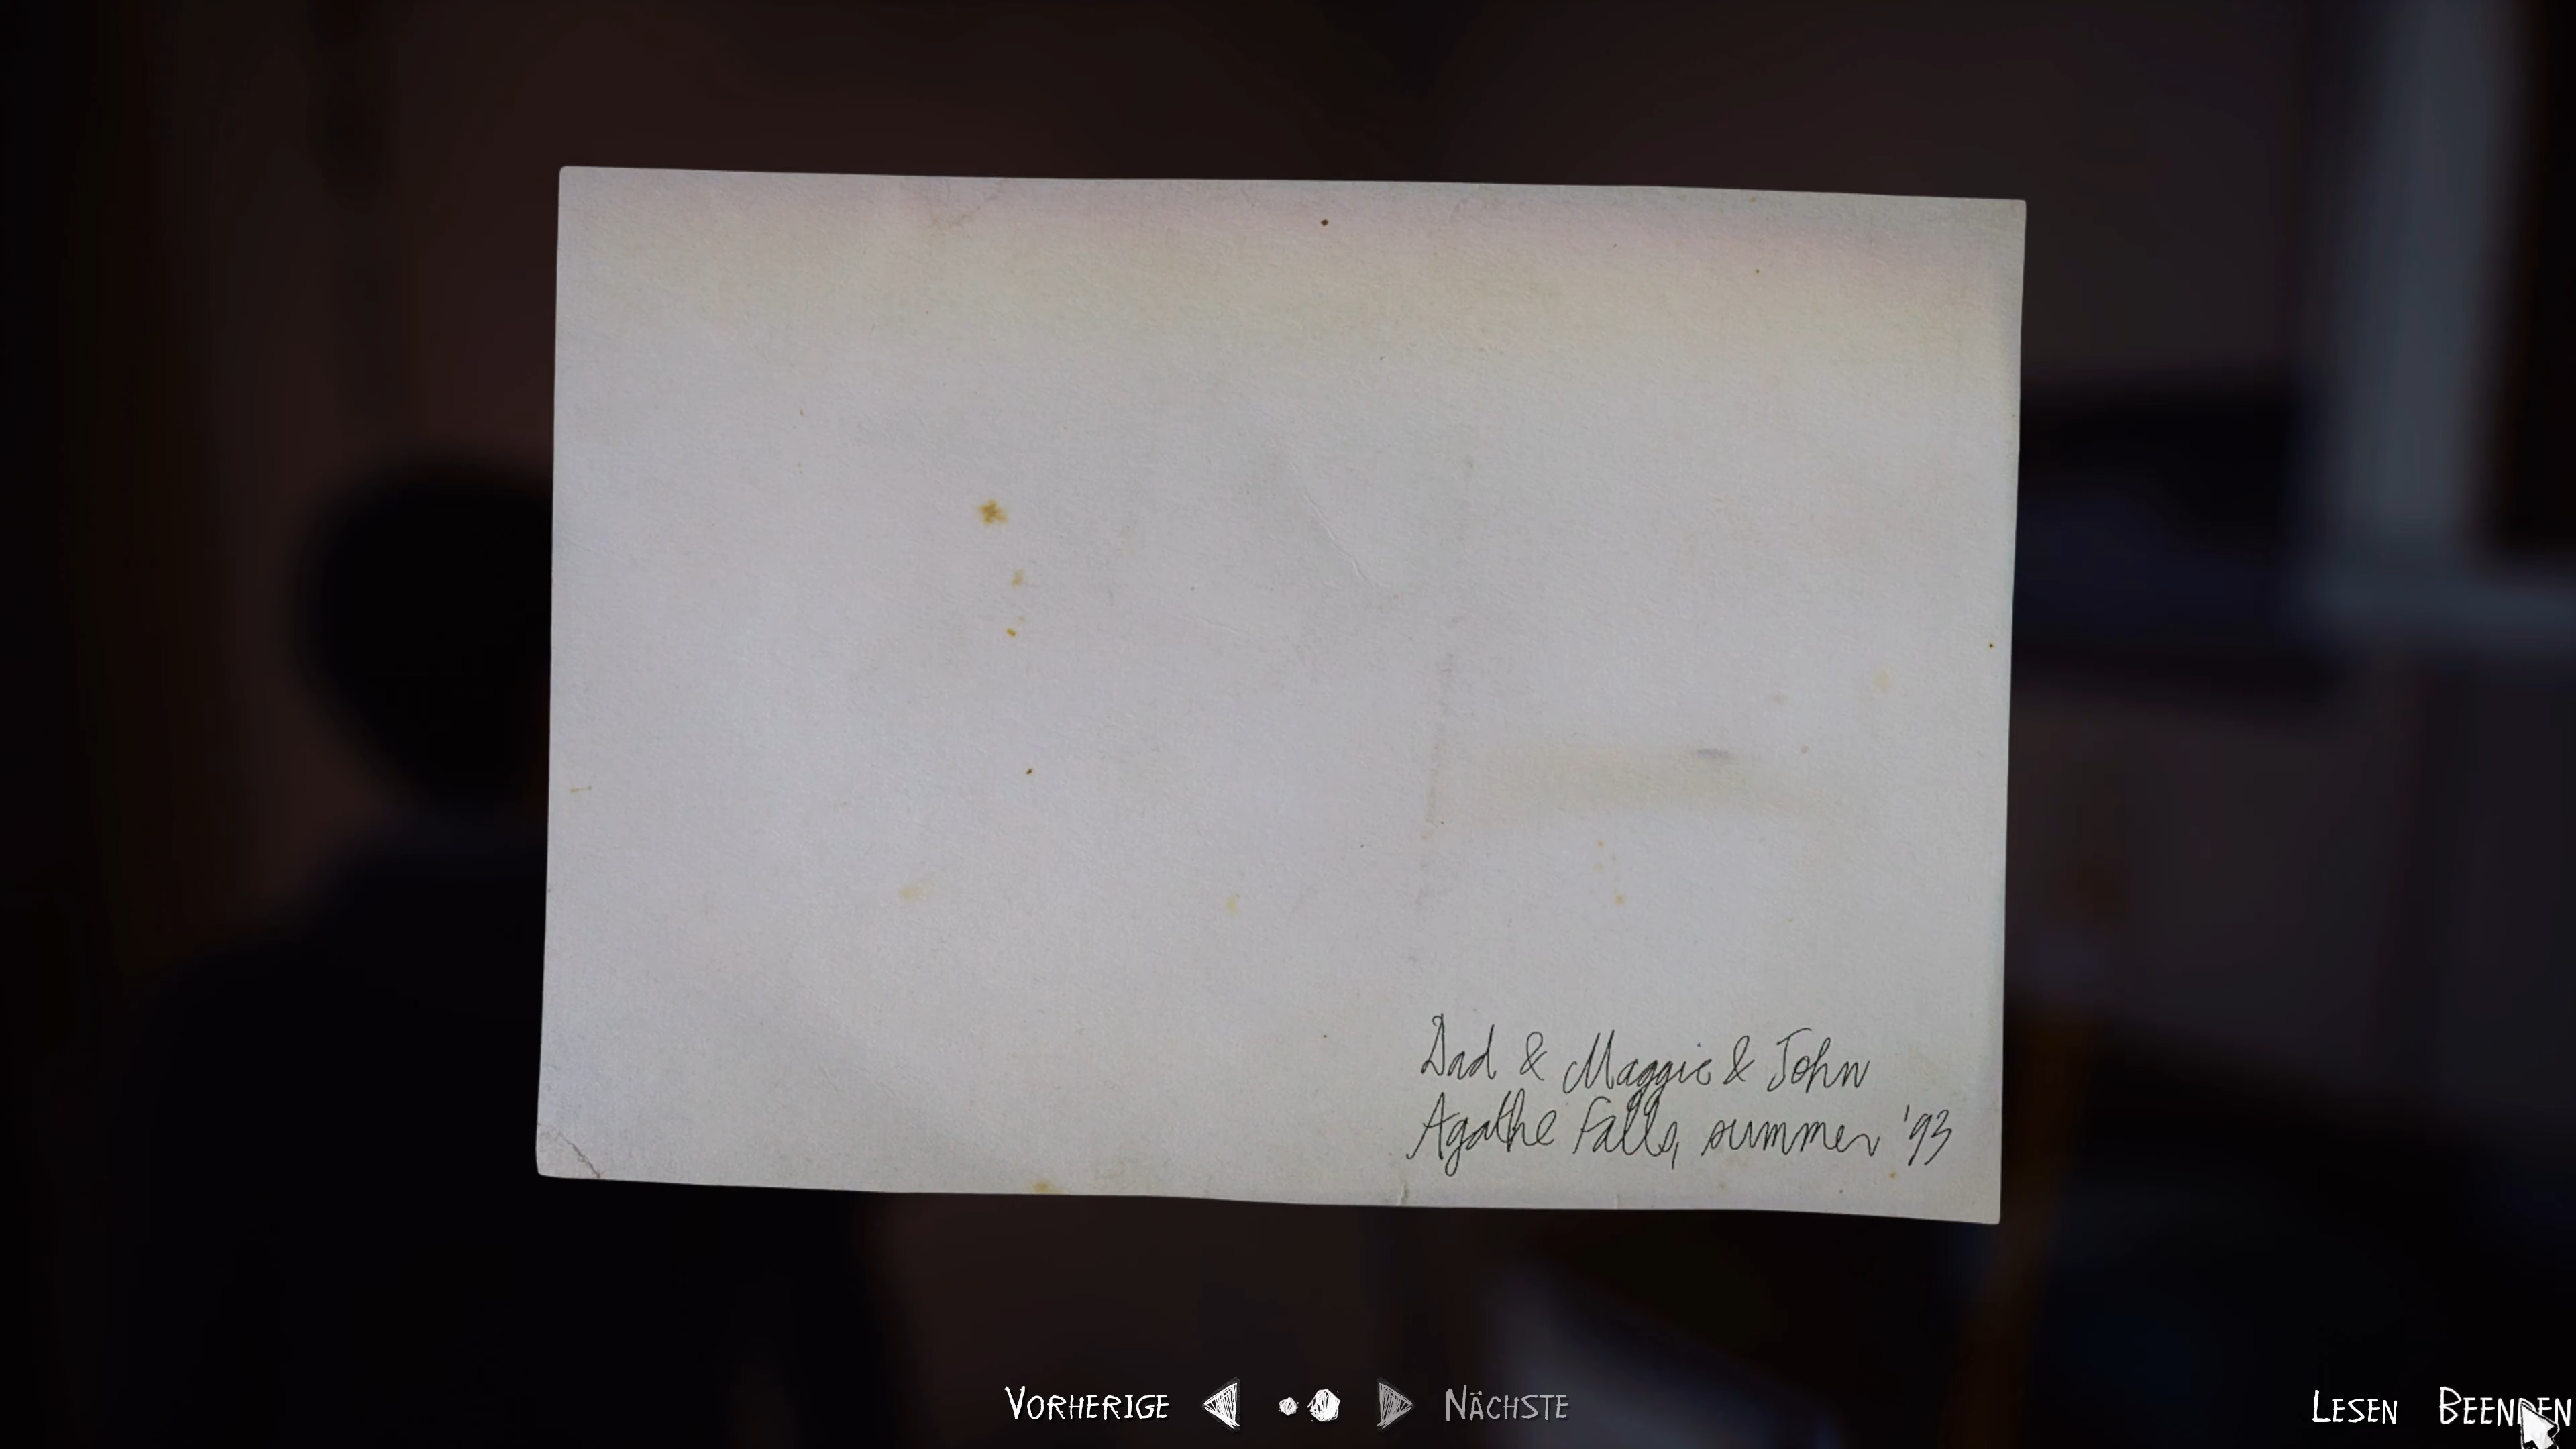 Dad & Maggie & John
Agathe Falls, summer '93
VORHERIGE NÄCHSTE
LESEN BEENDEN